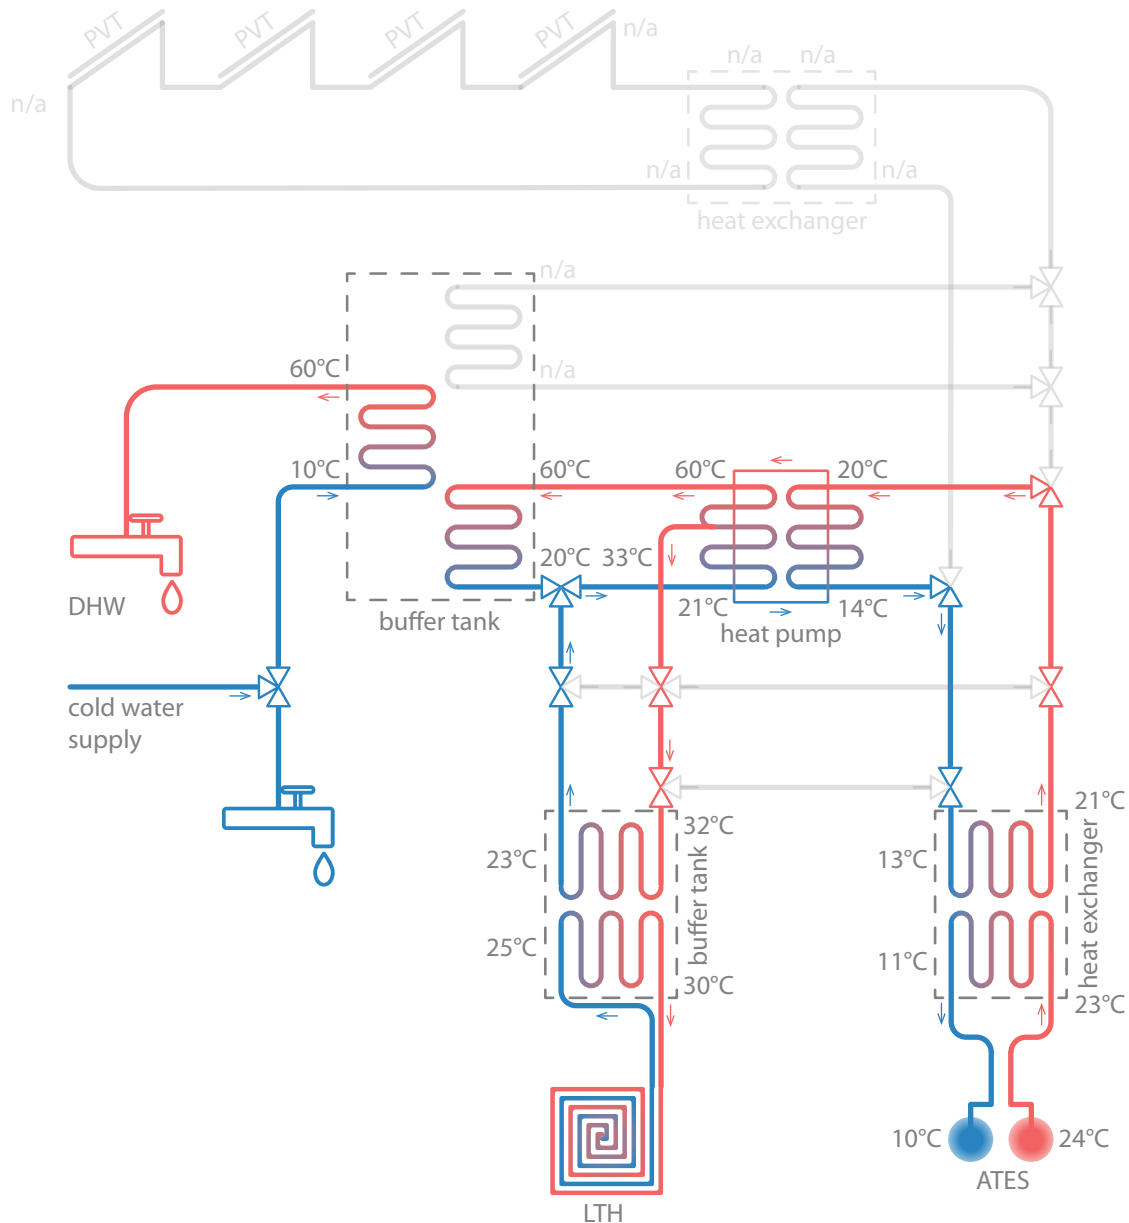 PVT
PVT
PVT
PVT
n/a
n/a
n/a
n/a
n/a
n/a
heat exchanger
n/a
n/a
60°C
10°C
60°C
60°C
20°C
20°C
33°C
21°C
14°C
buffer tank
heat pump
DHW
cold water
supply
32°C
23°C
25°C
30°C
buffer tank
21°C
13°C
11°C
23°C
heat exchanger
10°C
24°C
ATES
LTH